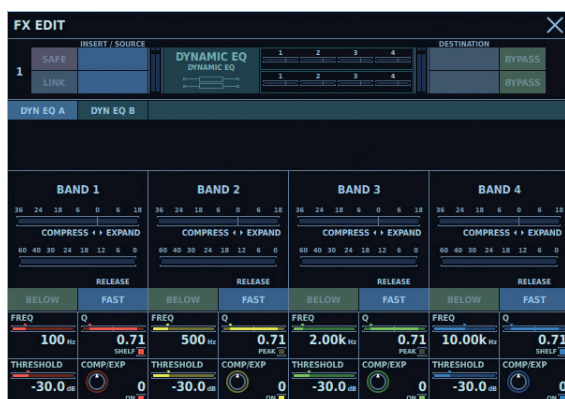 FX EDIT
INSERT / SOURCE
DESTINATION
1
SAFE
LINK
DYNAMIC EQ
DYNAMIC EQ
1 2 3 4
1 2 3 4
BYPASS
BYPASS
DYN EQ A DYN EQ B
BAND 1 BAND 2 BAND 3 BAND 4
36 24 18 6 0 6 18 36 24 18 6 0 6 18 36 24 18 6 0 6 18 36 24 18 6 0 6 18
COMPRESS EXPAND COMPRESS EXPAND COMPRESS EXPAND COMPRESS EXPAND
60 40 30 24 18 12 6 0 60 40 30 24 18 12 6 0 60 40 30 24 18 12 6 0 60 40 30 24 18 12 6 0
RELEASE RELEASE RELEASE RELEASE
BELOW FAST BELOW FAST BELOW FAST BELOW FAST
FREQ Q FREQ Q FREQ Q FREQ Q
100 Hz 0.71 500 Hz 0.71 2.00k Hz 0.71 10.00k Hz 0.71
SHELF PEAK PEAK SHELF
THRESHOLD COMP/EXP THRESHOLD COMP/EXP THRESHOLD COMP/EXP THRESHOLD COMP/EXP
-30.0 dB 0 -30.0 dB 0 -30.0 dB 0 -30.0 dB 0
ON ON ON ON